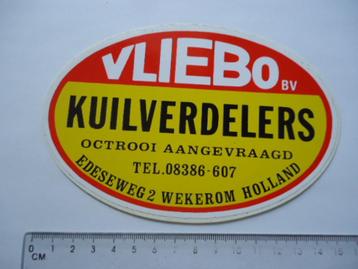 VLIEBO BV
KUILVERDELERS
OCTROOI AANGEVRAAGD
TEL.08386-607
EDESEWEG 2 WEKEROM HOLLAND
0 1 2 3 4 5 6 7 8 9 10 11 12 13 14 15
CM